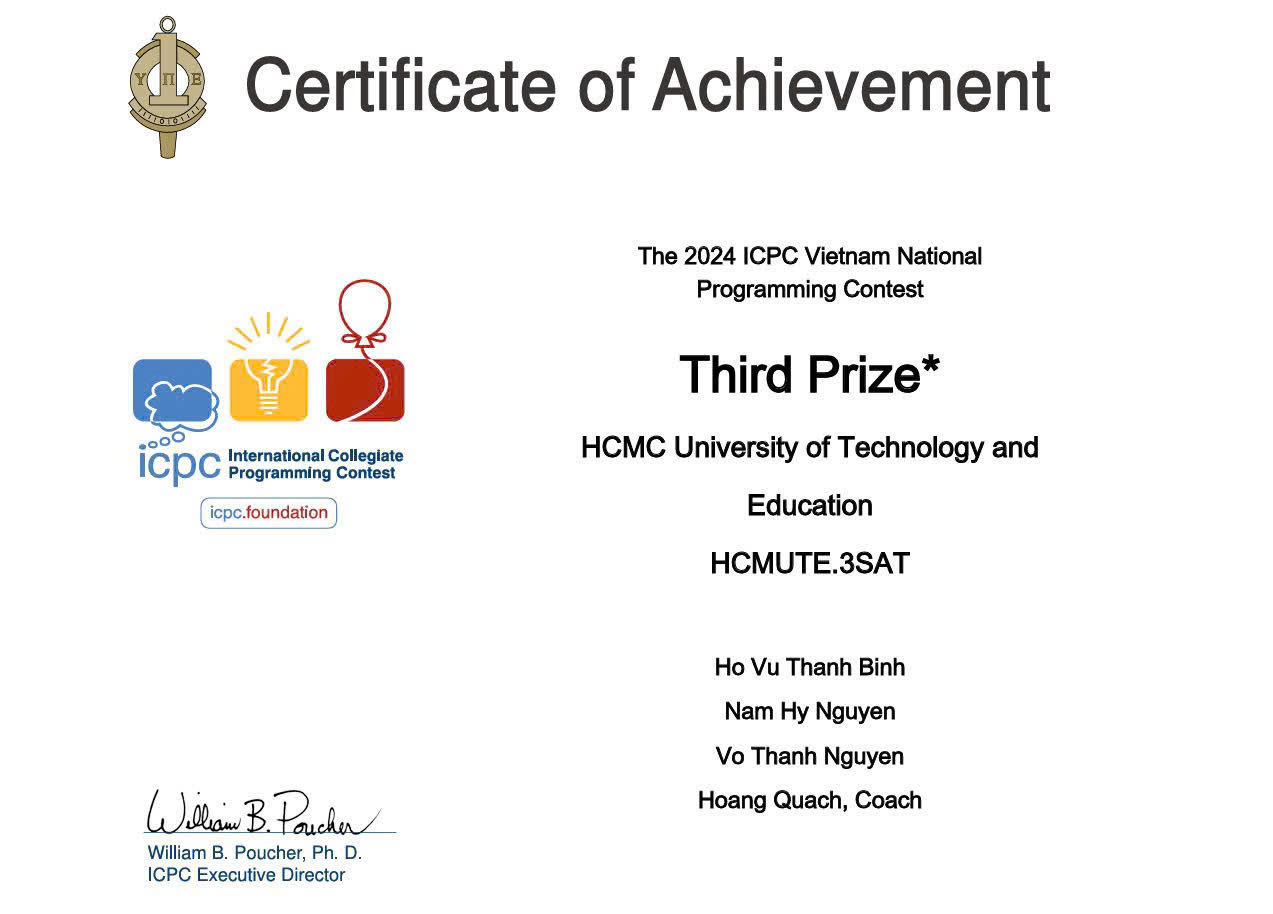 Certificate of Achievement
Υ Π Ε
The 2024 ICPC Vietnam National
Programming Contest
Third Prize*
HCMC University of Technology and
Education
HCMUTE.3SAT
icpc International Collegiate
Programming Contest
icpc.foundation
Ho Vu Thanh Binh
Nam Hy Nguyen
Vo Thanh Nguyen
Hoang Quach, Coach
William B. Poucher
William B. Poucher, Ph. D.
ICPC Executive Director